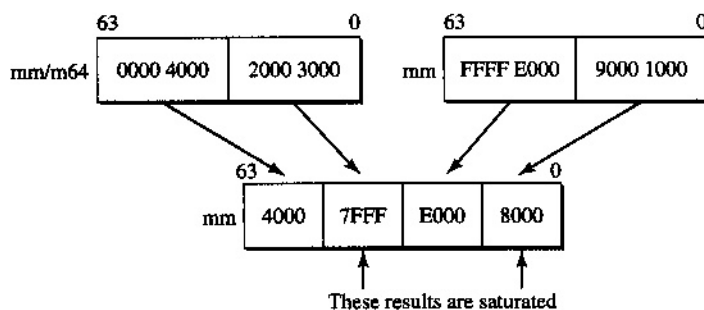 63 0 63 0
mm/m64 0000 4000 2000 3000 mm FFFF E000 9000 1000
63 0
mm 4000 7FFF E000 8000
These results are saturated